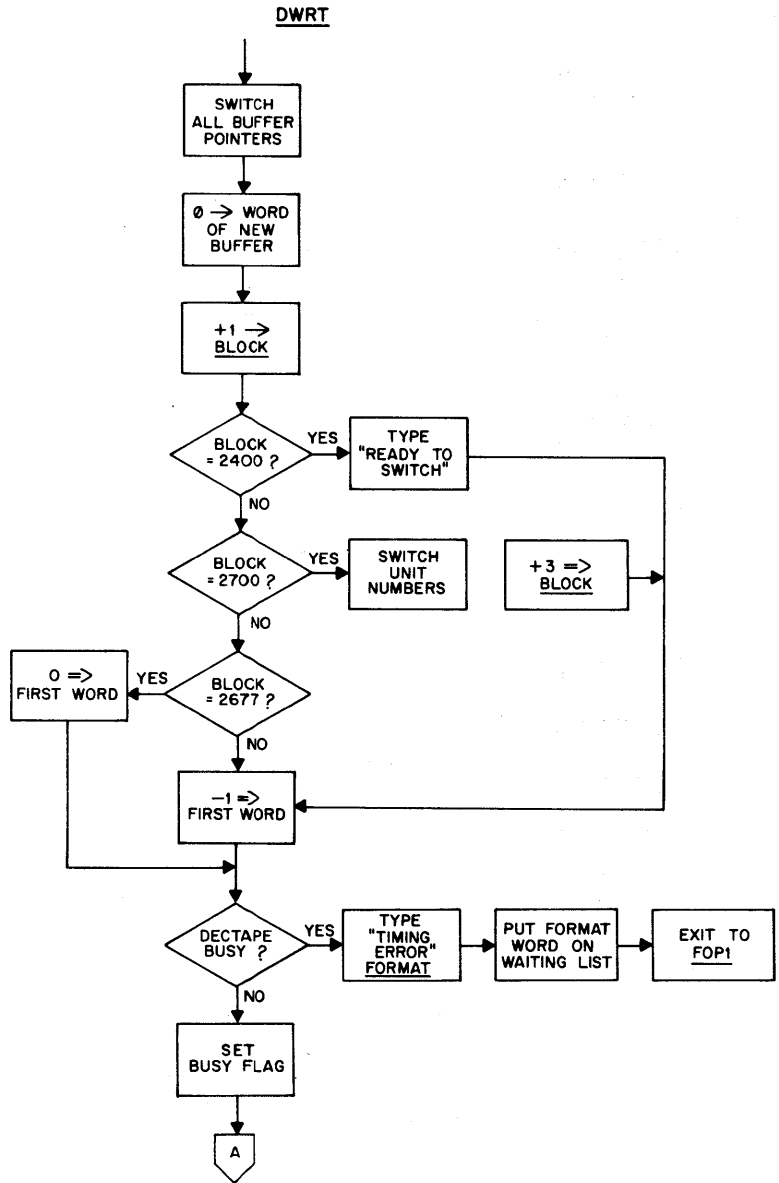 DWRT
SWITCH
ALL BUFFER
POINTERS
Ø → WORD
OF NEW
BUFFER
+1 →
BLOCK
BLOCK
= 2400 ?
YES
TYPE
"READY TO
SWITCH"
NO
BLOCK
= 2700 ?
YES
SWITCH
UNIT
NUMBERS
+3 =>
BLOCK
NO
BLOCK
= 2677 ?
YES
0 =>
FIRST WORD
NO
-1 =>
FIRST WORD
DECTAPE
BUSY ?
YES
TYPE
"TIMING
ERROR"
FORMAT
PUT FORMAT
WORD ON
WAITING LIST
EXIT TO
FOP1
NO
SET
BUSY FLAG
A